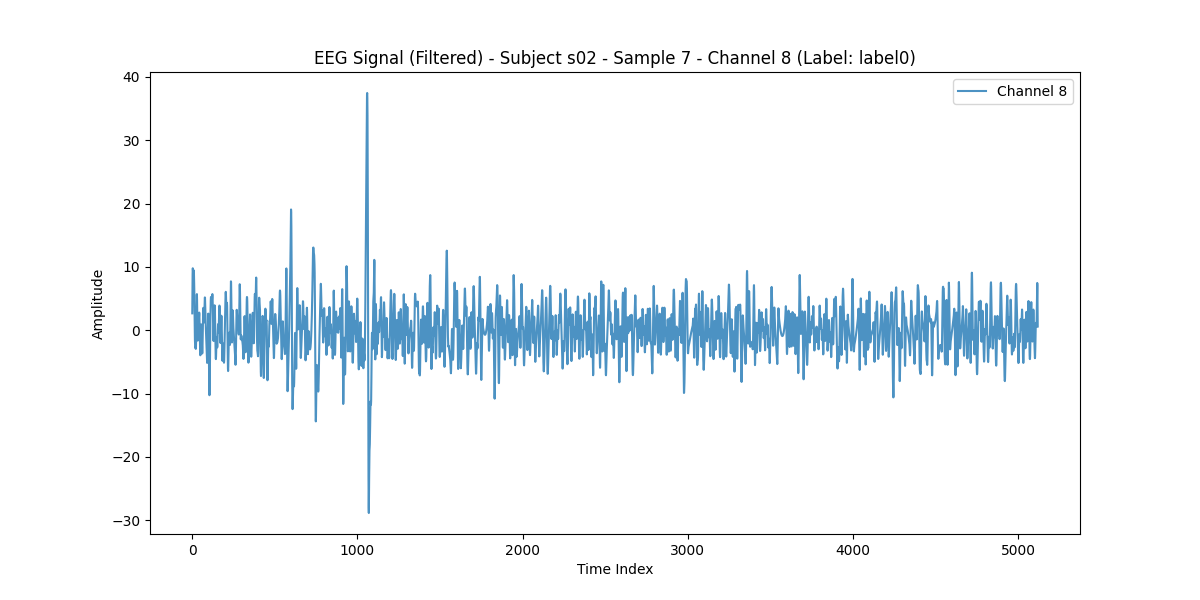 EEG Signal (Filtered) - Subject s02 - Sample 7 - Channel 8 (Label: label0)
Channel 8
40
30
20
10
0
−10
−20
−30
Amplitude
0 1000 2000 3000 4000 5000
Time Index